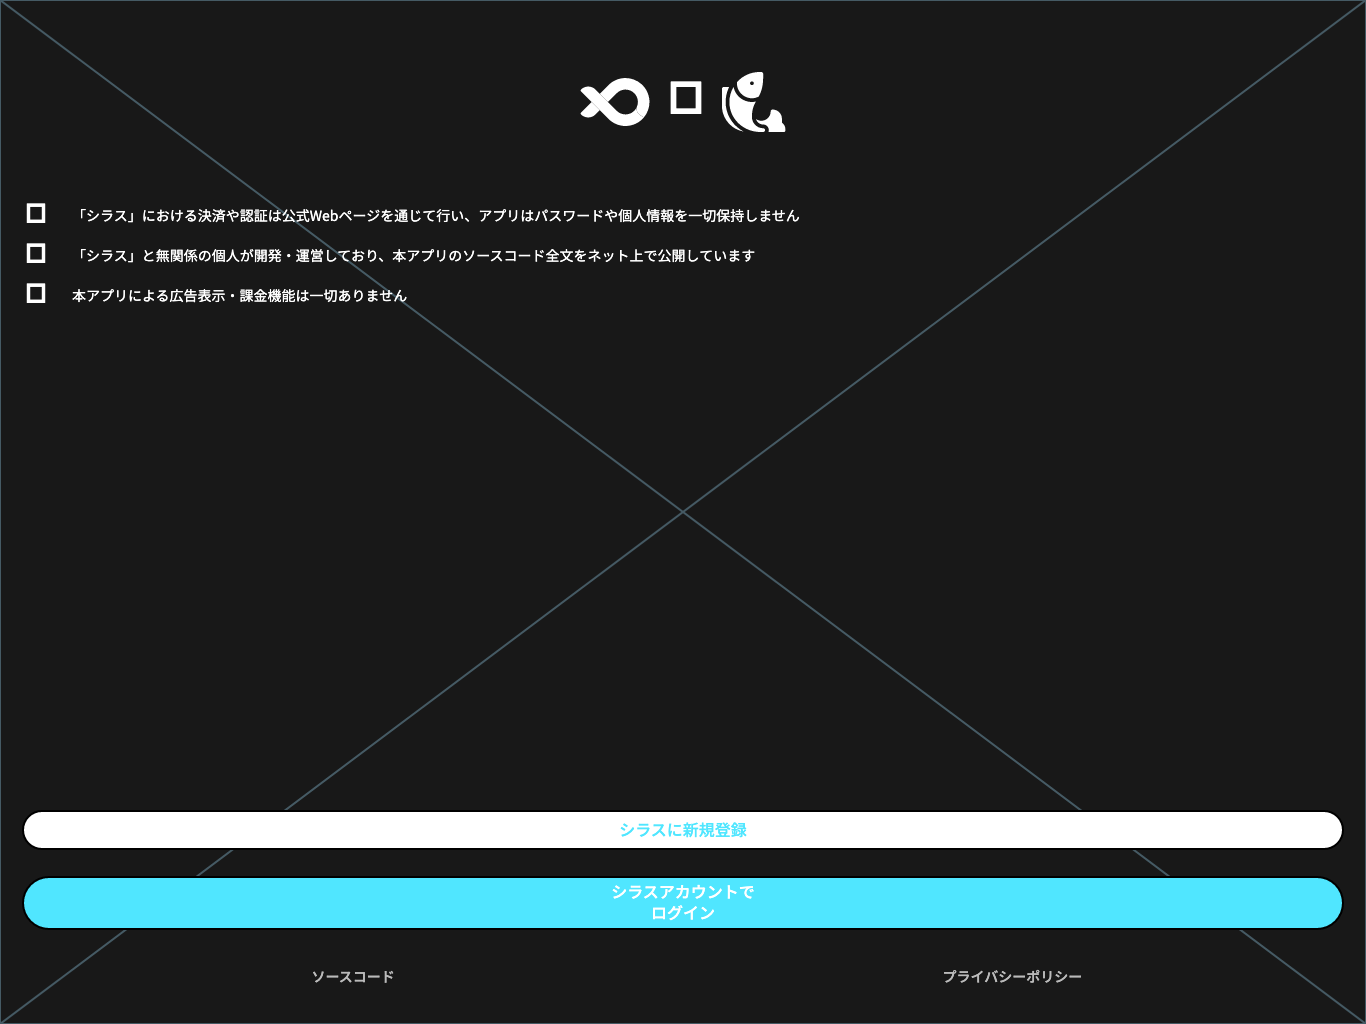 「シラス」における決済や認証は公式Webページを通じて行い、アプリはパスワードや個人情報を一切保持しません
「シラス」と無関係の個人が開発・運営しており、本アプリのソースコード全文をネット上で公開しています
本アプリによる広告表示・課金機能は一切ありません
シラスに新規登録
シラスアカウントで
ログイン
ソースコード
プライバシーポリシー